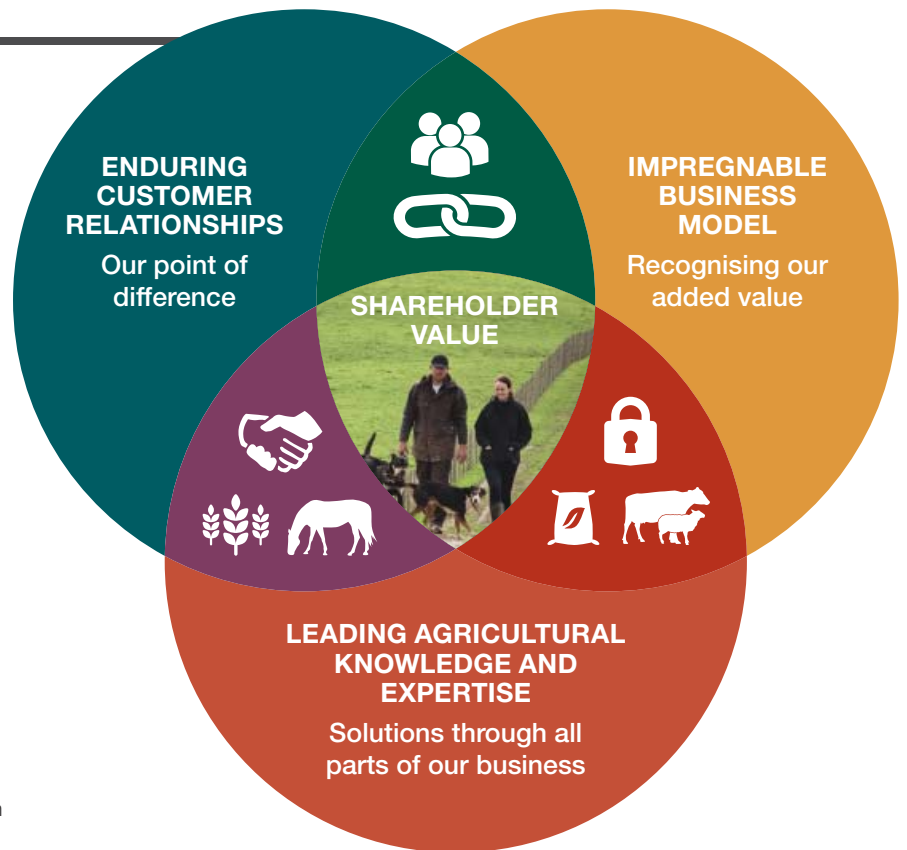 ENDURING
CUSTOMER
RELATIONSHIPS
Our point of
difference
IMPREGNABLE
BUSINESS
MODEL
Recognising our
added value
SHAREHOLDER
VALUE
LEADING AGRICULTURAL
KNOWLEDGE AND
EXPERTISE
Solutions through all
parts of our business